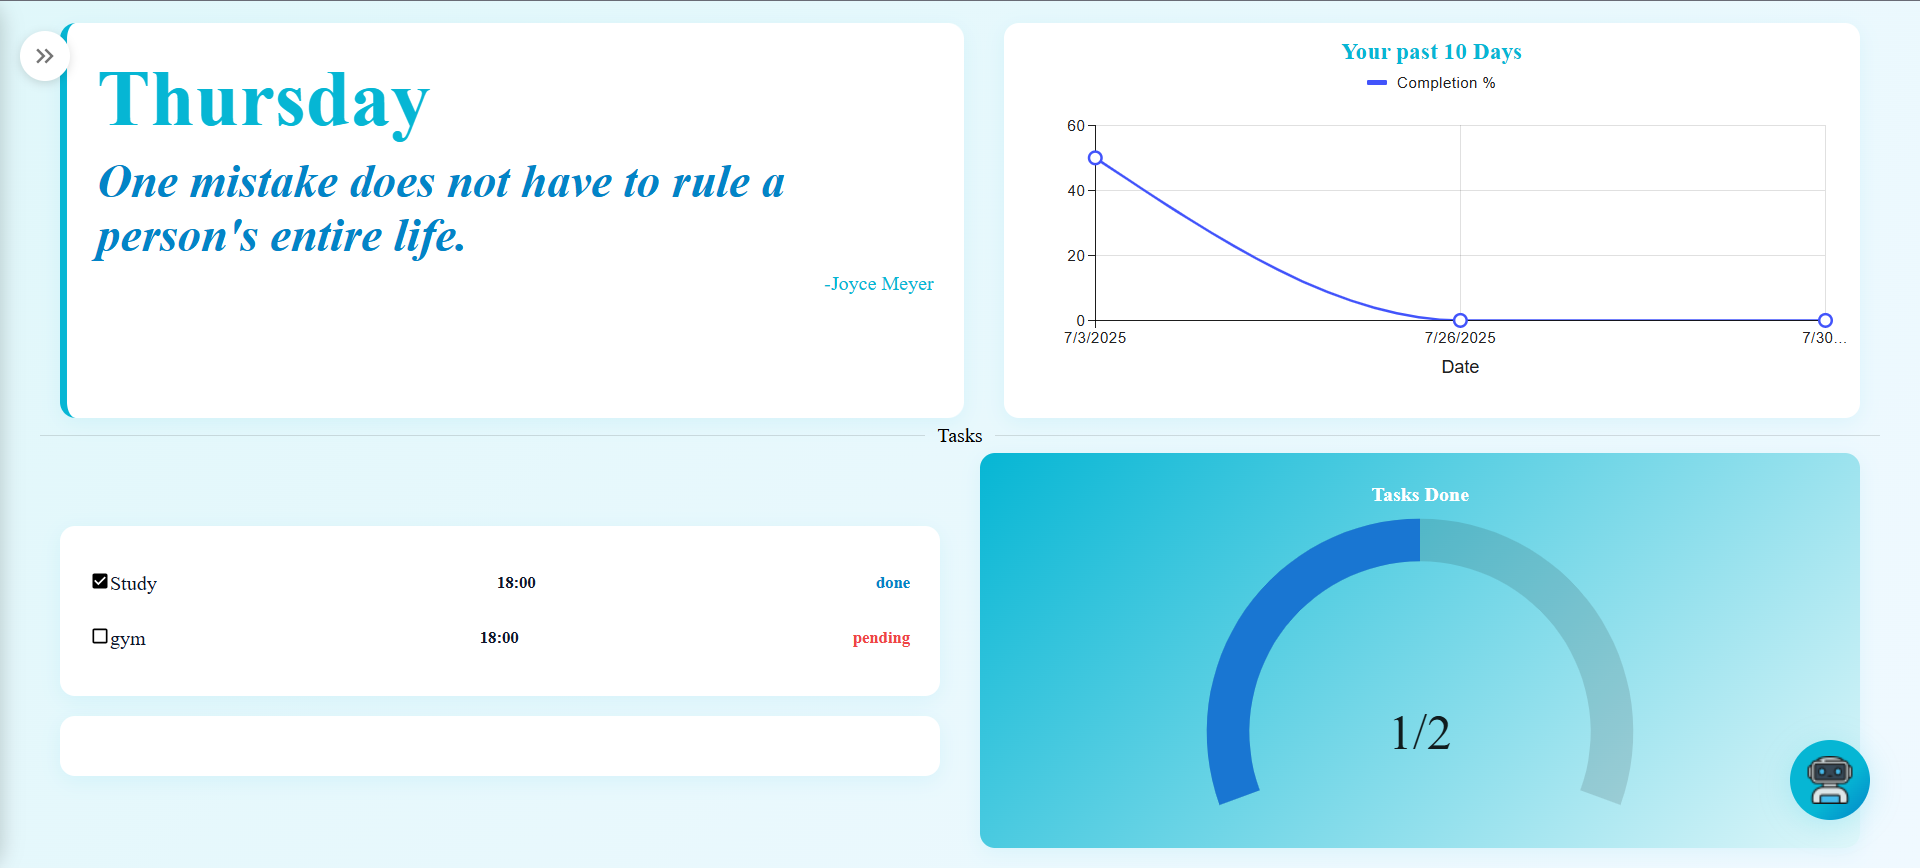 Thursday
One mistake does not have to rule a
person's entire life.
-Joyce Meyer
Your past 10 Days
Completion %
60
40
20
0
7/3/2025 7/26/2025 7/30...
Date
Tasks
Study 18:00 done
gym 18:00 pending
Tasks Done
1/2